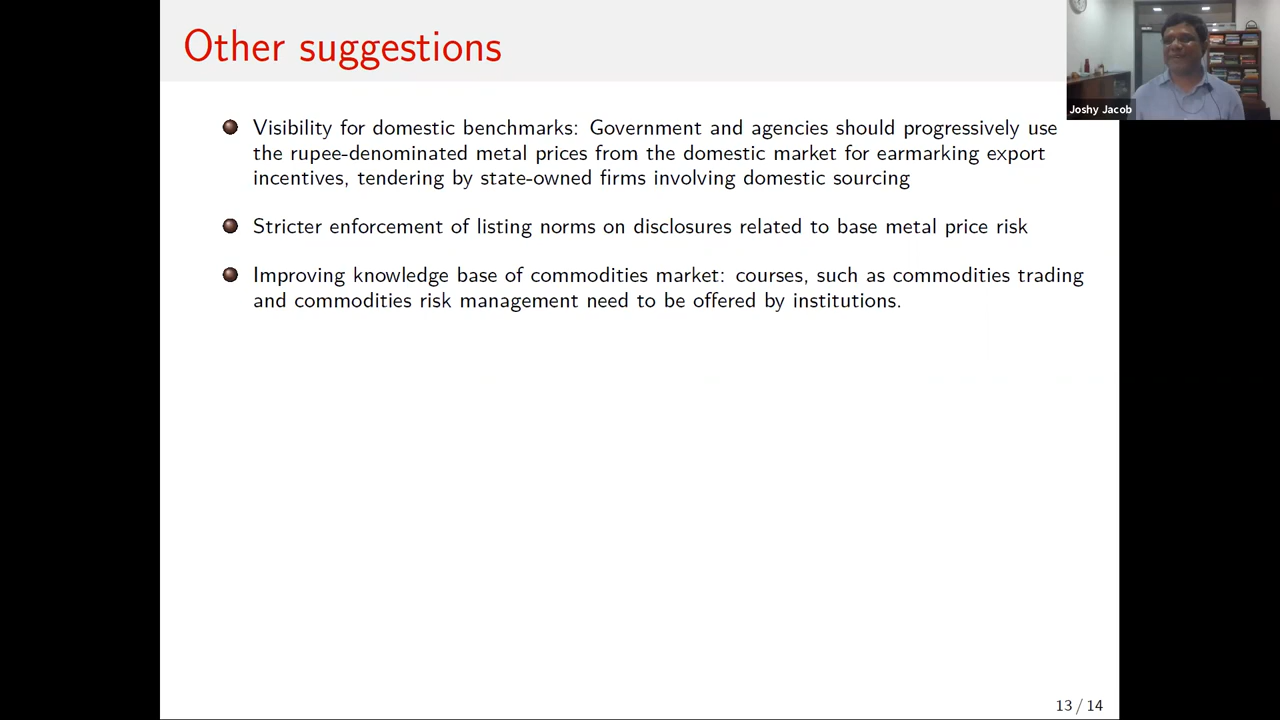 Other suggestions
Joshy Jacob
Visibility for domestic benchmarks: Government and agencies should progressively use
the rupee-denominated metal prices from the domestic market for earmarking export
incentives, tendering by state-owned firms involving domestic sourcing
Stricter enforcement of listing norms on disclosures related to base metal price risk
Improving knowledge base of commodities market: courses, such as commodities trading
and commodities risk management need to be offered by institutions.
13 / 14